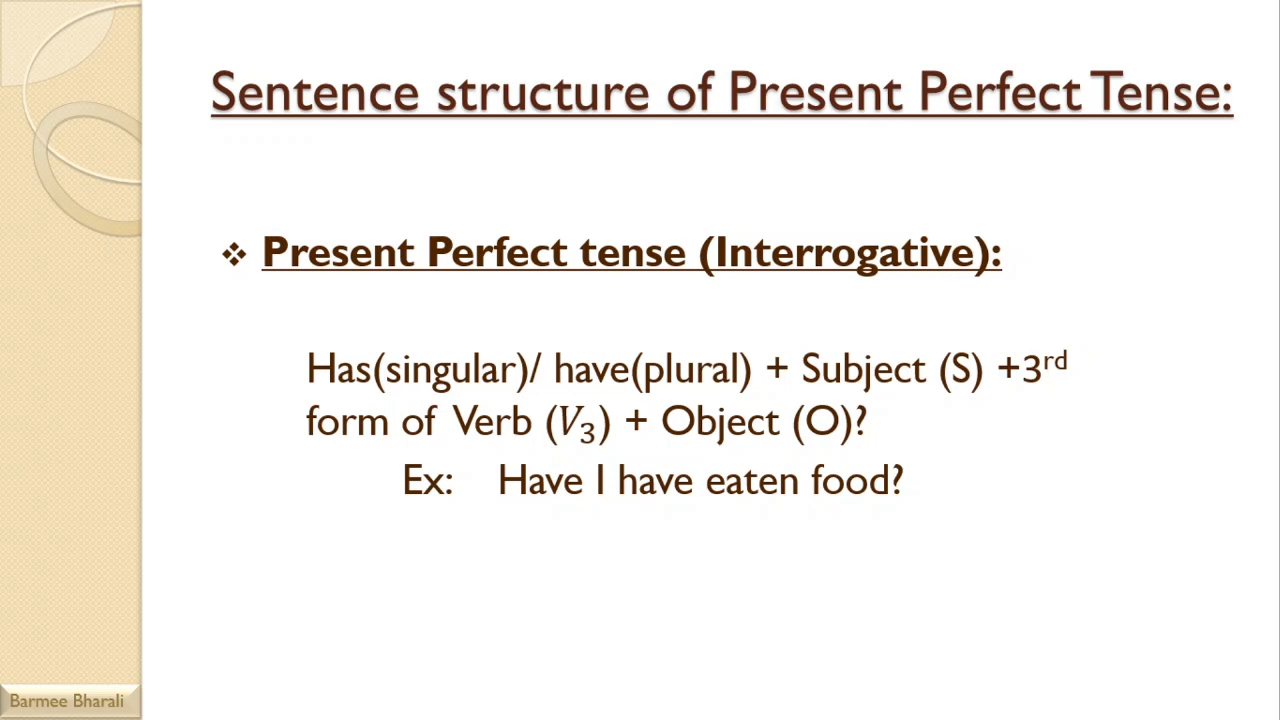 Sentence structure of Present Perfect Tense:
❖ Present Perfect tense (Interrogative):
Has(singular)/ have(plural) + Subject (S) +3rd
form of Verb (V₃) + Object (O)?
Ex: Have I have eaten food?
Barmee Bharali